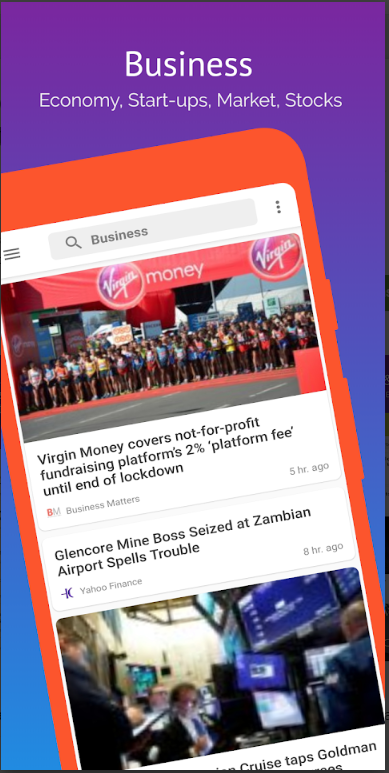 Business
Economy, Start-ups, Market, Stocks
Business
Virgin money
Virgin
Virgin Money covers not-for-profit
fundraising platform's 2% ‘platform fee’
until end of lockdown
BM Business Matters
5 hr. ago
Glencore Mine Boss Seized at Zambian
Airport Spells Trouble
Yahoo Finance
8 hr. ago
Cruise taps Goldman